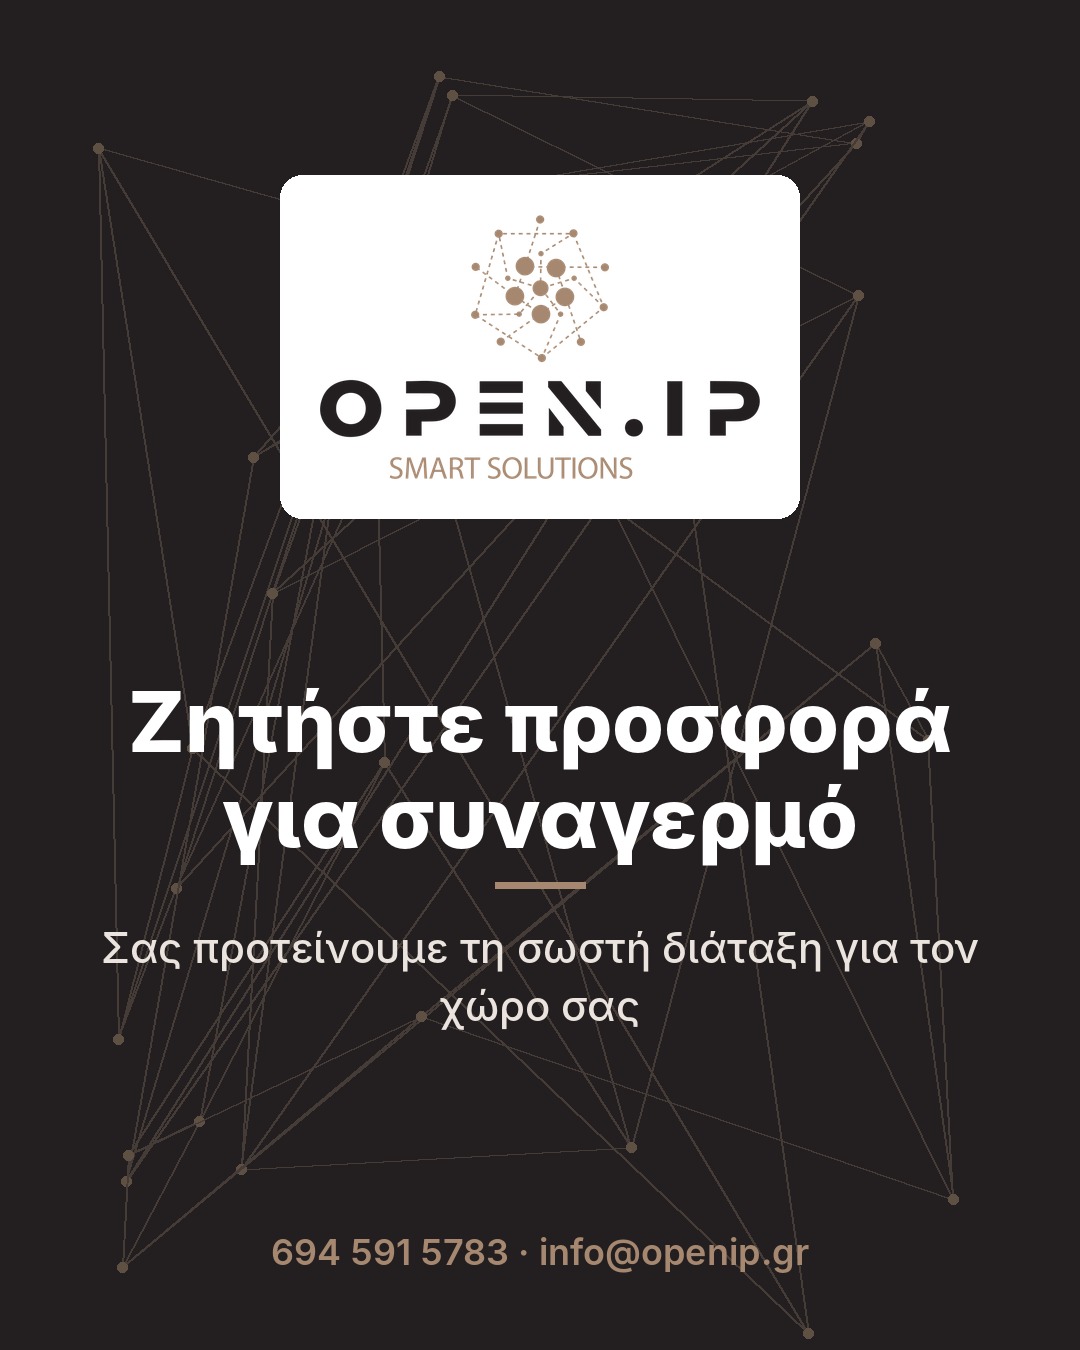 OPEN.IP
SMART SOLUTIONS
Ζητήστε προσφορά
για συναγερμό
Σας προτείνουμε τη σωστή διάταξη για τον
χώρο σας
694 591 5783 · info@openip.gr